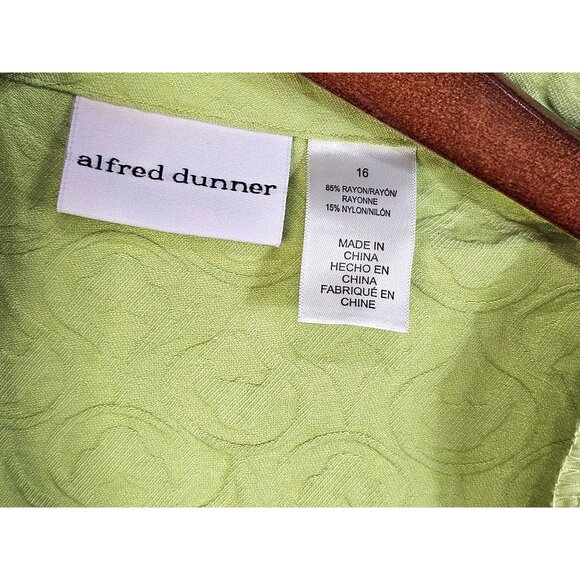 alfred dunner
16
85% RAYON/RAYÓN/
RAYONNE
15% NYLON/NILÓN
MADE IN
CHINA
HECHO EN
CHINA
FABRIQUÉ EN
CHINE